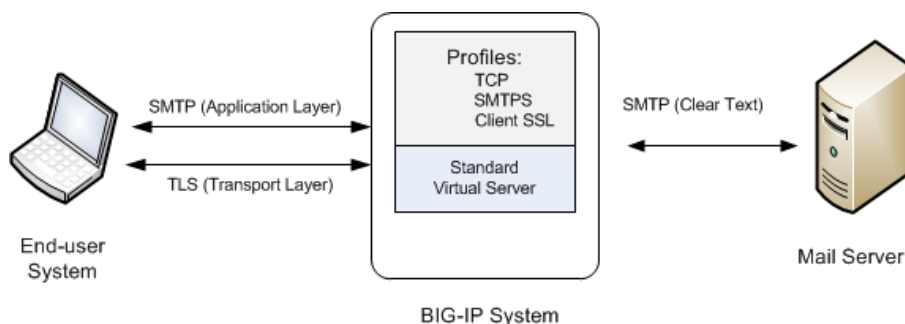 Profiles:
TCP
SMTPS
Client SSL
Standard
Virtual Server
SMTP (Application Layer)
TLS (Transport Layer)
SMTP (Clear Text)
End-user
System
Mail Server
BIG-IP System